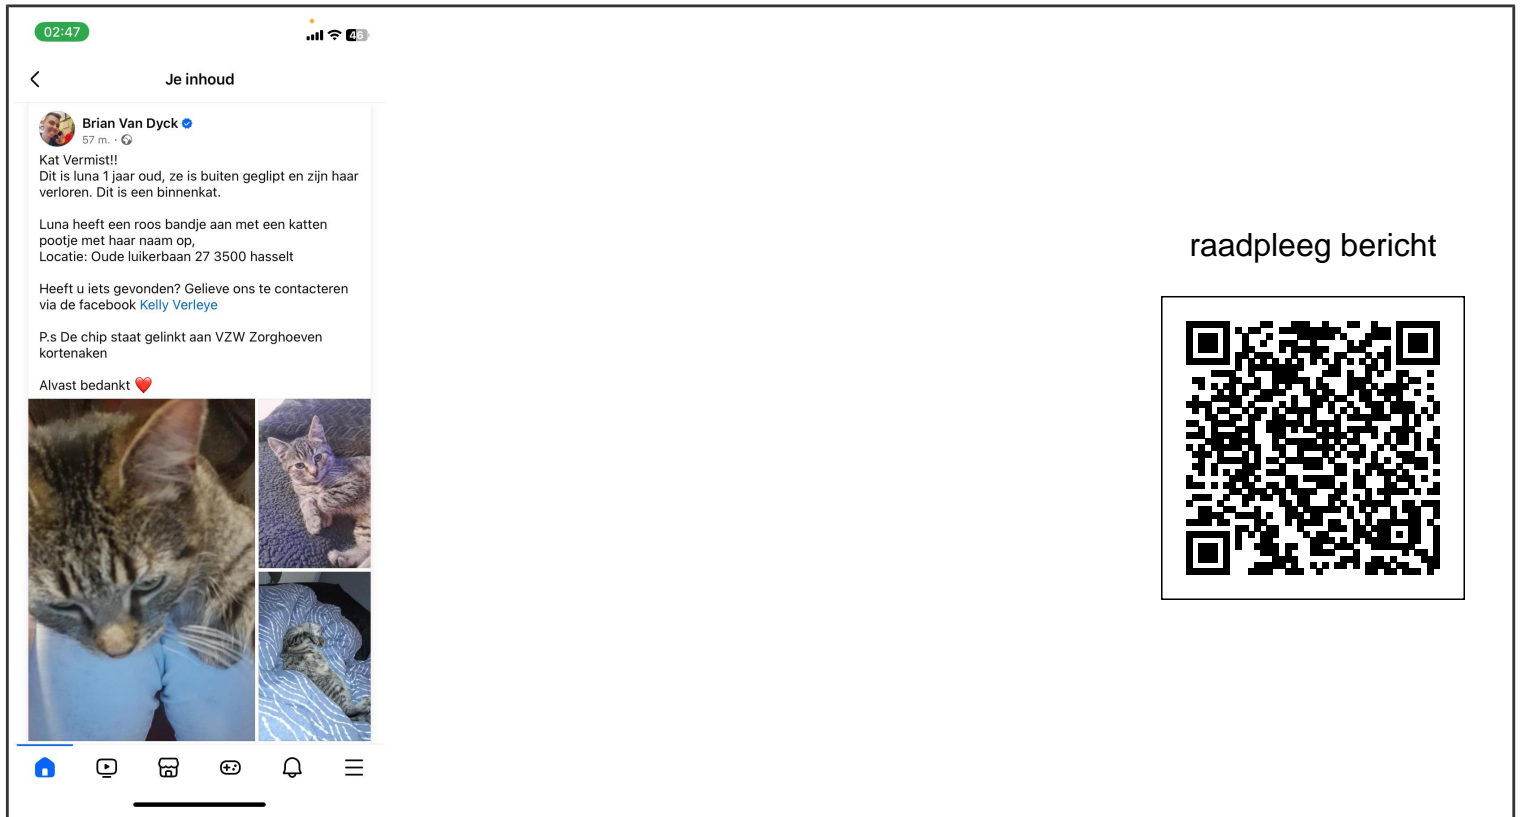 02:47
46
Je inhoud
Brian Van Dyck
57 m.
Kat Vermist!!
Dit is luna 1 jaar oud, ze is buiten geglipt en zijn haar
verloren. Dit is een binnenkat.
Luna heeft een roos bandje aan met een katten
pootje met haar naam op,
Locatie: Oude luikerbaan 27 3500 hasselt
Heeft u iets gevonden? Gelieve ons te contacteren
via de facebook Kelly Verleye
P.s De chip staat gelinkt aan VZW Zorghoeven
kortenaken
Alvast bedankt ❤️
raadpleeg bericht